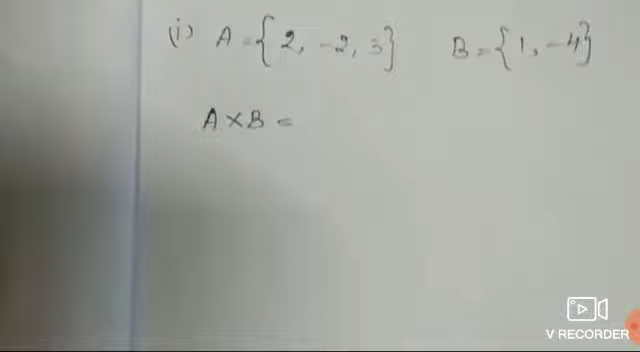 (i) A = {2, -2, 3} B = {1, -4}
A × B =
V RECORDER